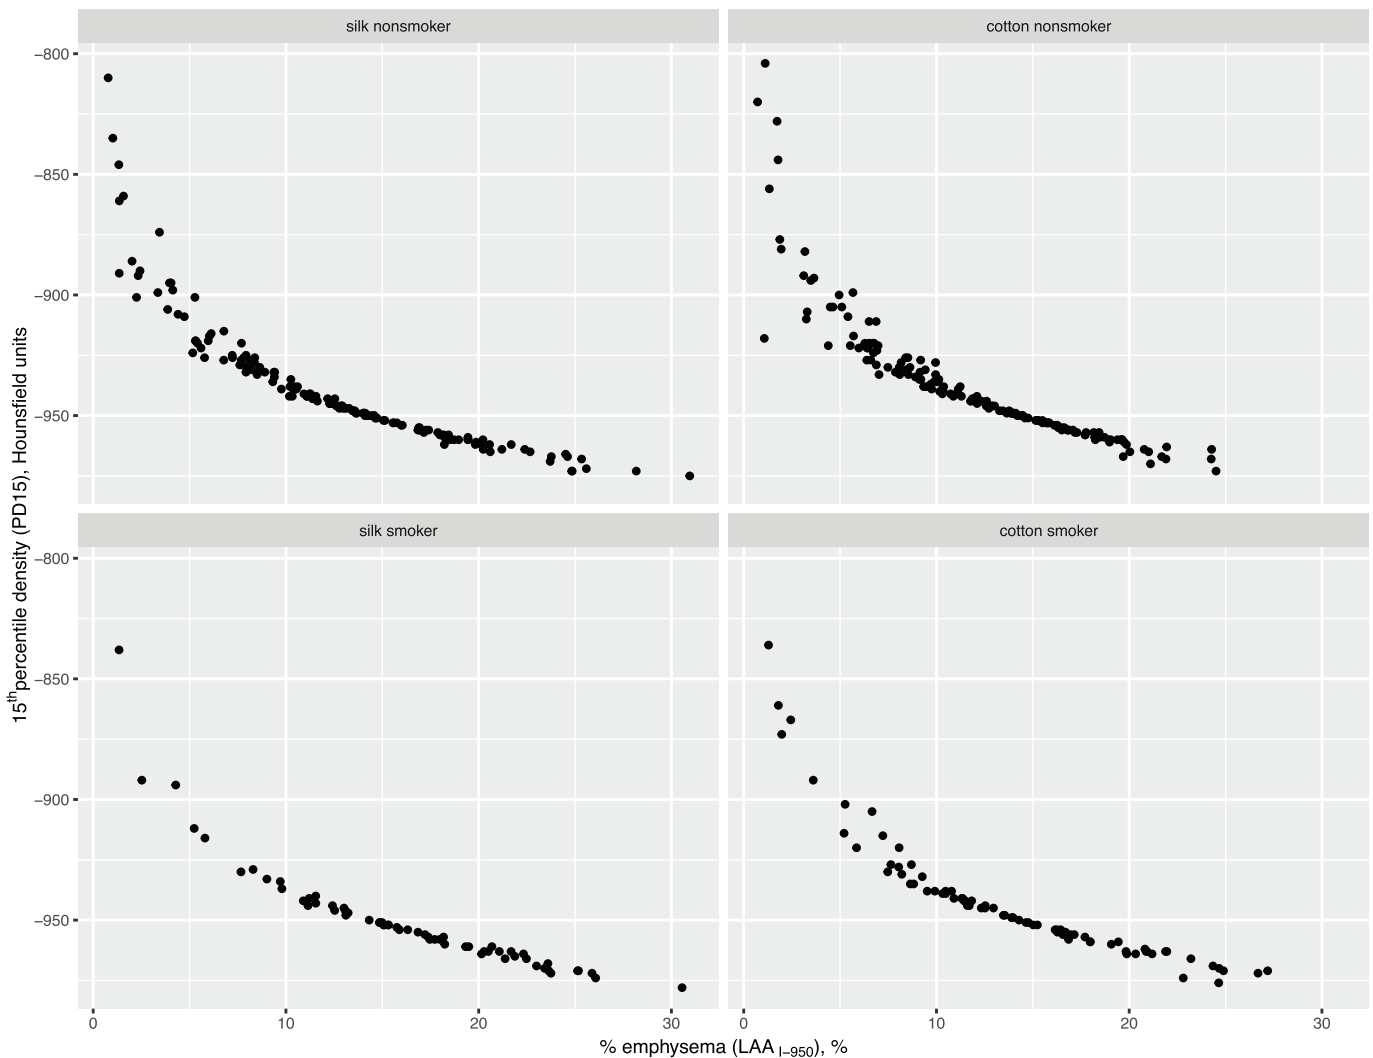 silk nonsmoker
cotton nonsmoker
−800
−850
−900
−950
silk smoker
cotton smoker
−800
−850
−900
−950
0
10
20
30
0
10
20
30
15th percentile density (PD15), Hounsfield units
% emphysema (LAA I−950), %